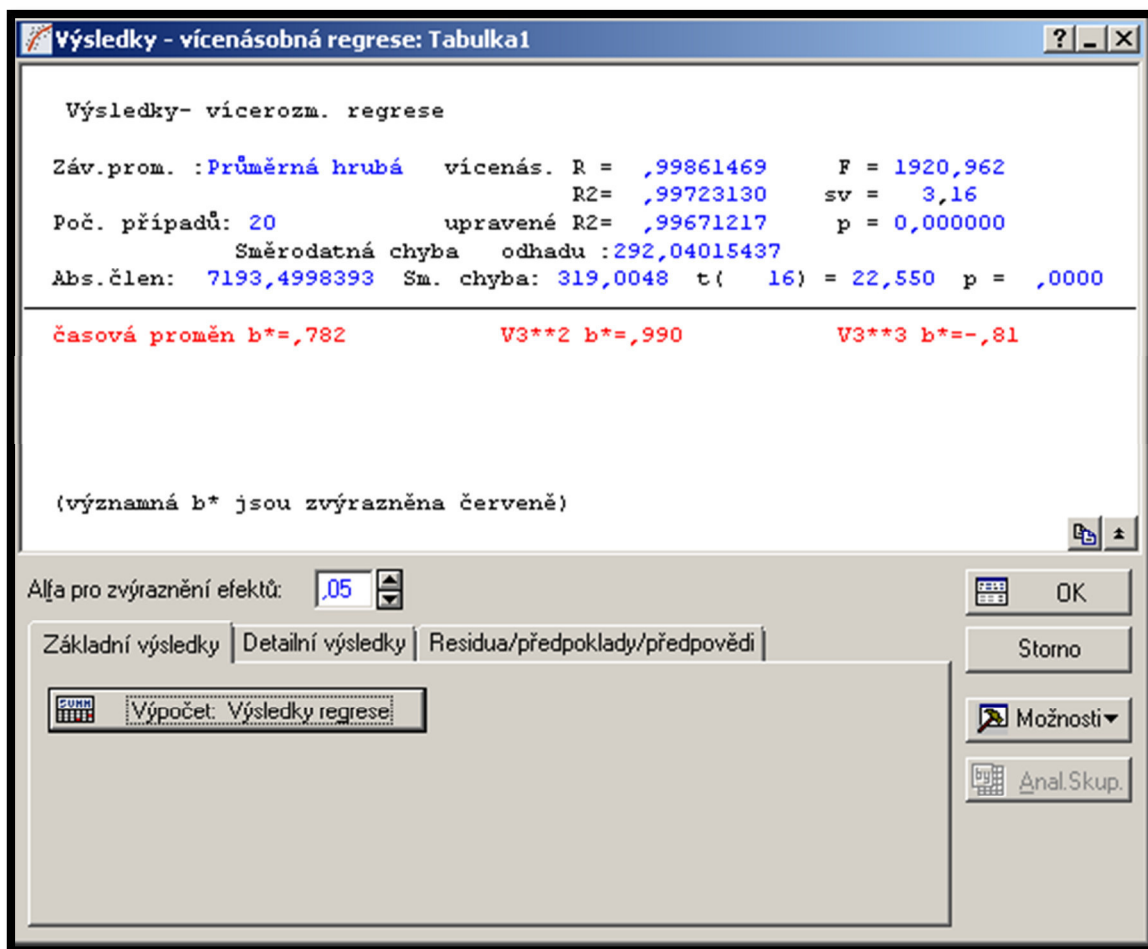 Výsledky - vícenásobná regrese: Tabulka1
Výsledky- vícerozm. regrese
Záv.prom. :Průměrná hrubá vícenás. R = ,99861469 F = 1920,962
R2= ,99723130 sv = 3,16
Poč. případů: 20 upravené R2= ,99671217 p = 0,000000
Směrodatná chyba odhadu :292,04015437
Abs.člen: 7193,4998393 Sm. chyba: 319,0048 t( 16) = 22,550 p = ,0000
časová proměn b*=,782 V3**2 b*=,990 V3**3 b*=-,81
(významná b* jsou zvýrazněna červeně)
Alfa pro zvýraznění efektů: ,05
OK
Základní výsledky Detailní výsledky Residua/předpoklady/předpovědi
Storno
SUMM Výpočet: Výsledky regrese
Možnosti
by Anal.Skup.